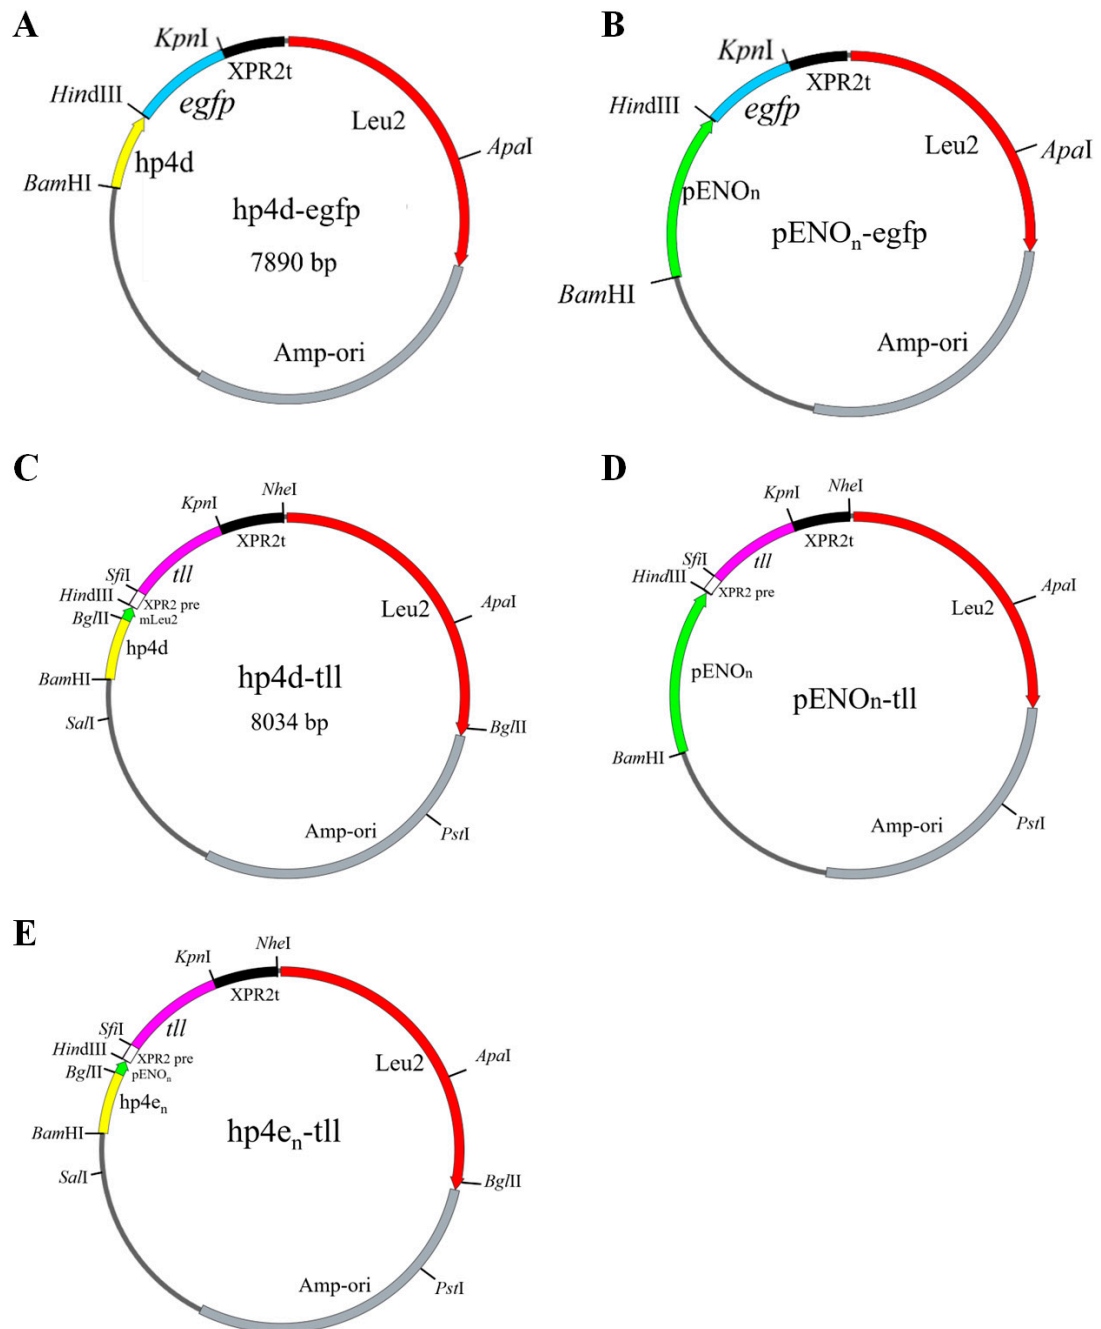 A
KpnI
XPR2t
HindIII
egfp
Leu2
ApaI
hp4d
BamHI
hp4d-egfp
7890 bp
Amp-ori
B
KpnI
XPR2t
HindIII
egfp
Leu2
ApaI
pENOn
pENOn-egfp
BamHI
Amp-ori
C
NheI
KpnI
XPR2t
SfiI
tll
HindIII
XPR2 pre
BglII
mLeu2
hp4d
Leu2
ApaI
BamHI
hp4d-tll
SalI
8034 bp
BglII
Amp-ori
PstI
D
NheI
KpnI
XPR2t
SfiI
tll
HindIII
XPR2 pre
Leu2
ApaI
pENOn
pENOn-tll
BamHI
Amp-ori
PstI
E
NheI
KpnI
XPR2t
SfiI
tll
HindIII
XPR2 pre
BglII
pENOn
hp4en
Leu2
ApaI
BamHI
hp4en-tll
SalI
BglII
Amp-ori
PstI